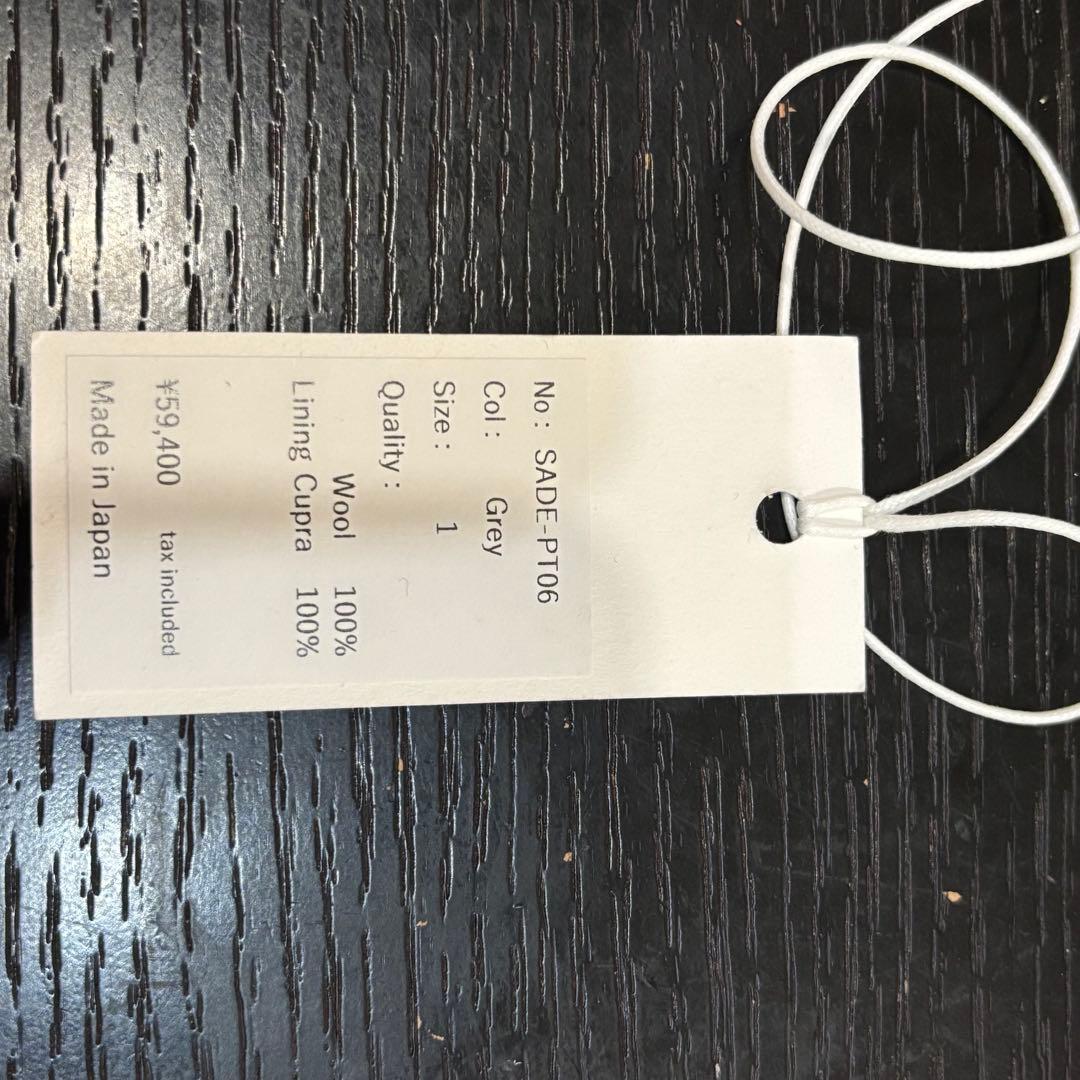 No: SADE-PT06
Col: Grey
Size: 1
Quality:
Wool 100%
Lining Cupra 100%
¥59,400 tax included
Made in Japan